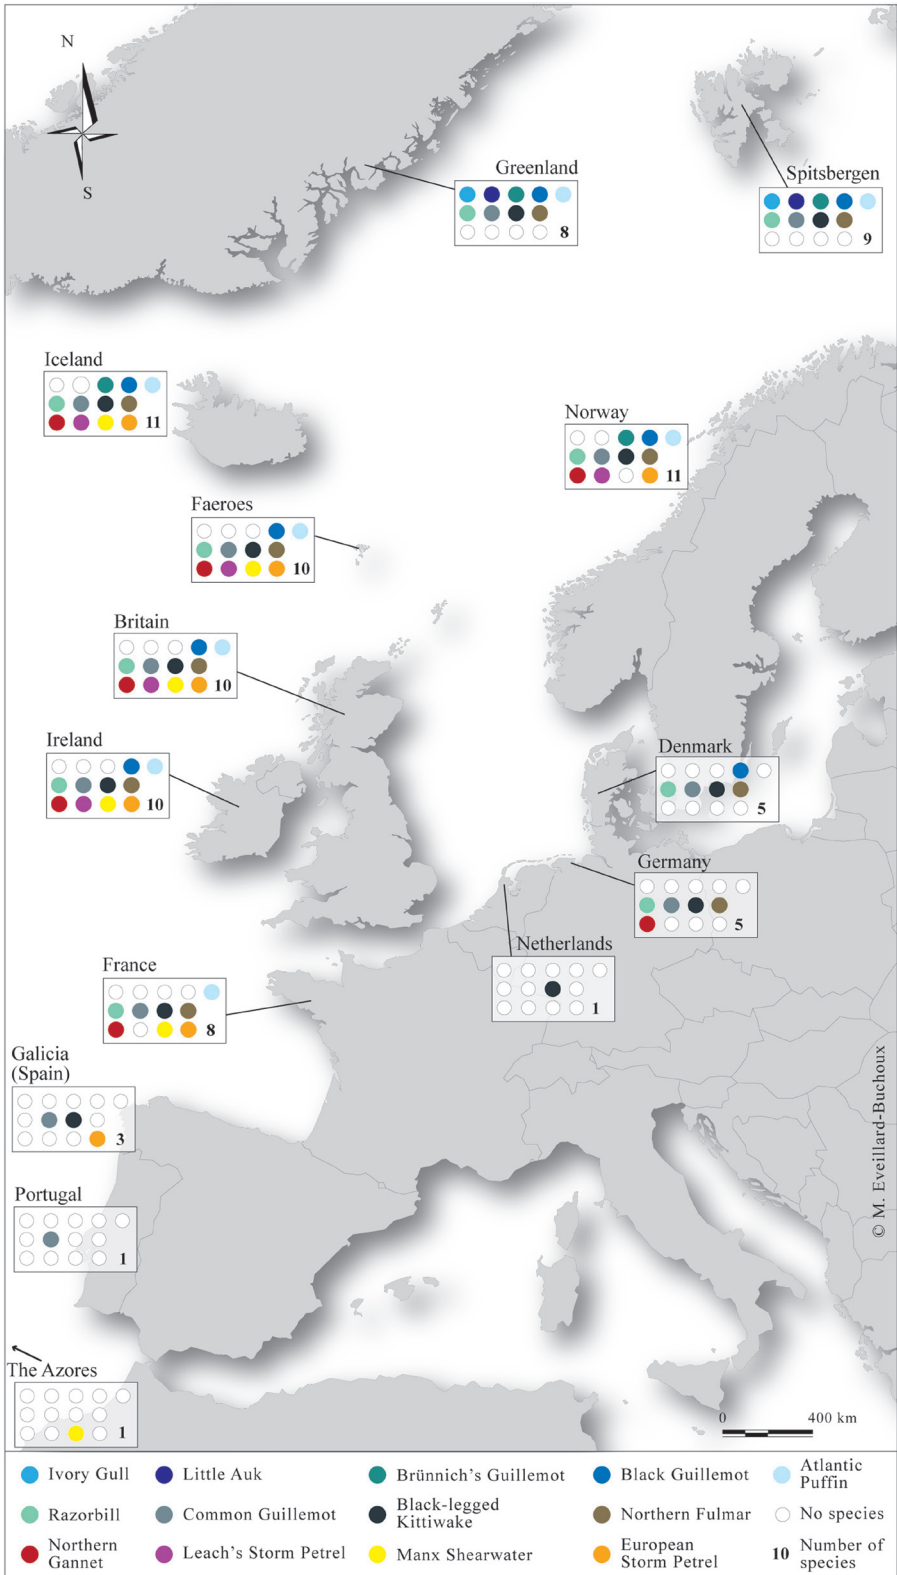 N
S
Greenland
8
Spitsbergen
9
Iceland
11
Norway
11
Faeroes
10
Britain
10
Ireland
10
Denmark
5
Germany
5
Netherlands
1
France
8
Galicia
(Spain)
3
Portugal
1
The Azores
1
© M. Eveillard-Buchoux
0 400 km
Ivory Gull
Little Auk
Brünnich's Guillemot
Black Guillemot
Atlantic
Puffin
Razorbill
Common Guillemot
Black-legged
Kittiwake
Northern Fulmar
No species
Northern
Gannet
Leach's Storm Petrel
Manx Shearwater
European
Storm Petrel
10 Number of
species